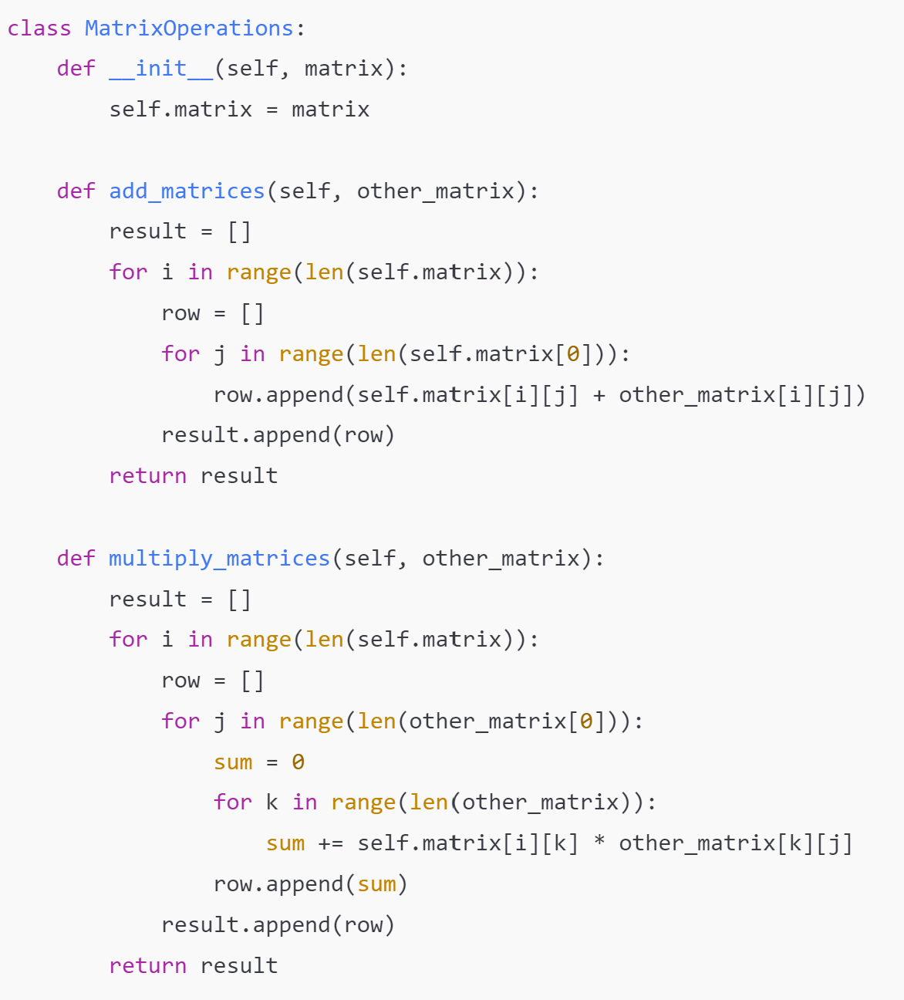 class MatrixOperations:
    def __init__(self, matrix):
        self.matrix = matrix

    def add_matrices(self, other_matrix):
        result = []
        for i in range(len(self.matrix)):
            row = []
            for j in range(len(self.matrix[0])):
                row.append(self.matrix[i][j] + other_matrix[i][j])
            result.append(row)
        return result

    def multiply_matrices(self, other_matrix):
        result = []
        for i in range(len(self.matrix)):
            row = []
            for j in range(len(other_matrix[0])):
                sum = 0
                for k in range(len(other_matrix)):
                    sum += self.matrix[i][k] * other_matrix[k][j]
                row.append(sum)
            result.append(row)
        return result